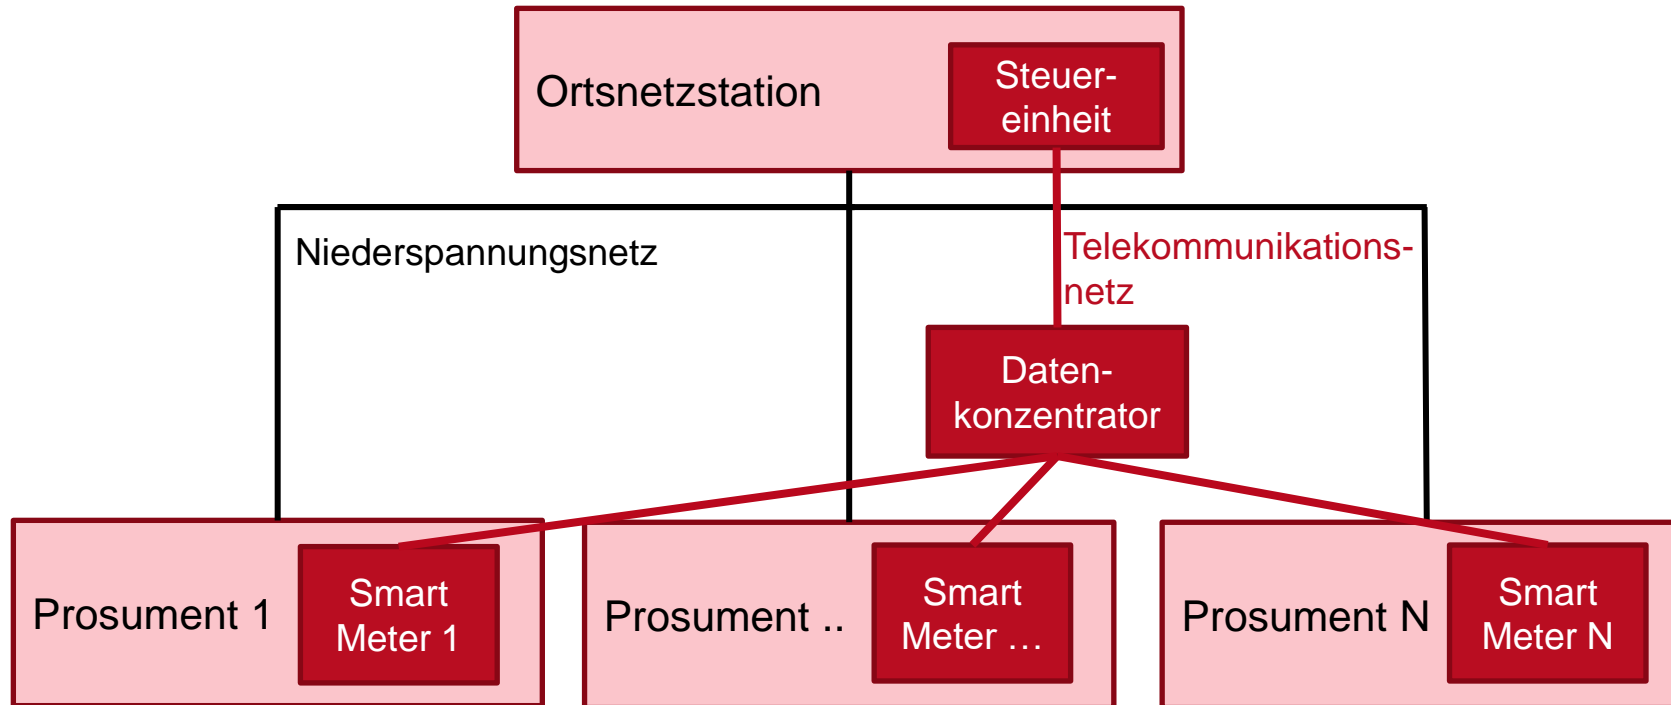 Ortsnetzstation
Steuer-
einheit
Niederspannungsnetz
Telekommunikations-
netz
Daten-
konzentrator
Prosument 1
Smart
Meter 1
Prosument ..
Smart
Meter …
Prosument N
Smart
Meter N